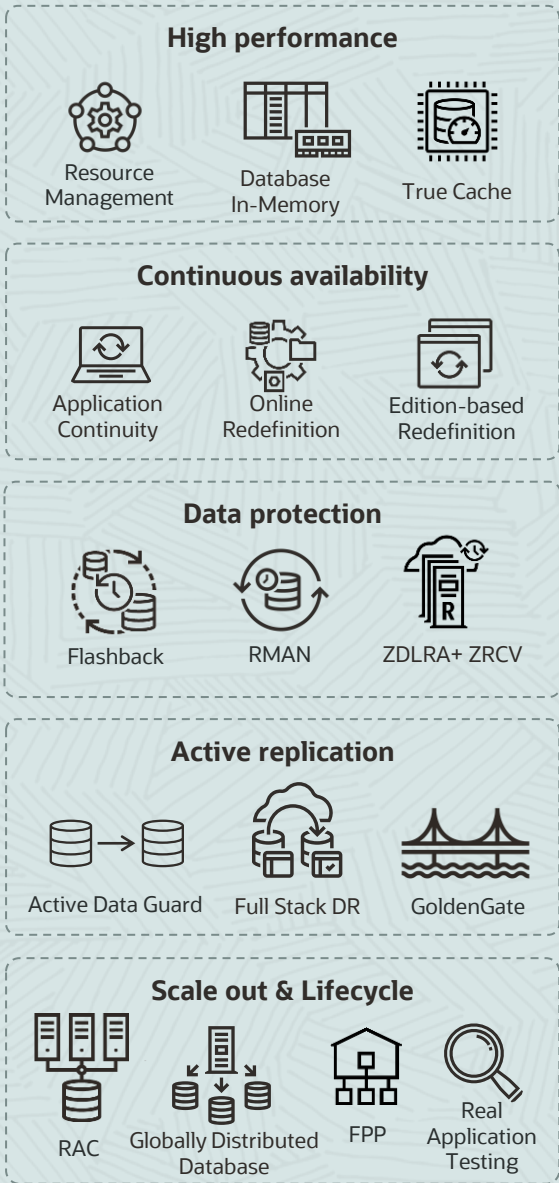 High performance
Resource
Management
Database
In-Memory
True Cache
Continuous availability
Application
Continuity
Online
Redefinition
Edition-based
Redefinition
Data protection
Flashback
RMAN
R
ZDLRA+ ZRCV
Active replication
Active Data Guard
Full Stack DR
GoldenGate
Scale out & Lifecycle
RAC
Globally Distributed
Database
FPP
Real
Application
Testing